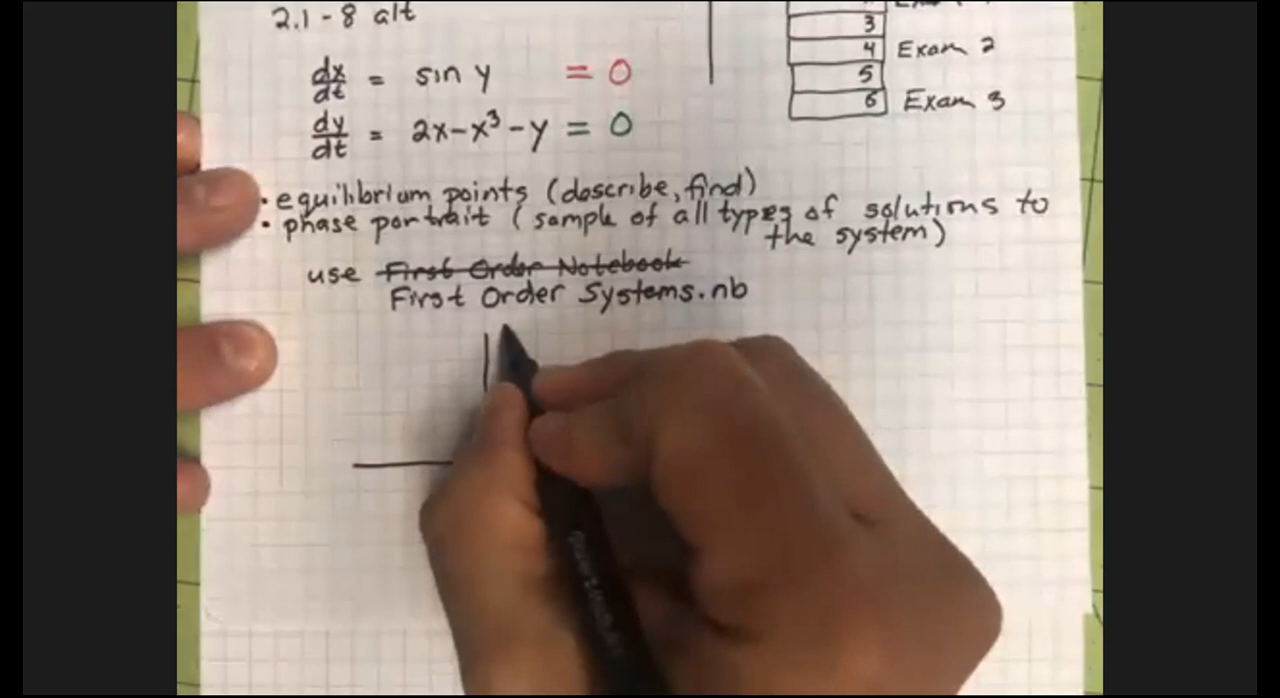 2.1 - 8 alt
dx/dt = sin y = 0
dy/dt = 2x-x³-y = 0
• equilibrium points (describe, find)
• phase portrait ( sample of all types of solutions to
the system)
use First Order Notebook
First Order Systems.nb
3
4 Exam 2
5
6 Exam 3